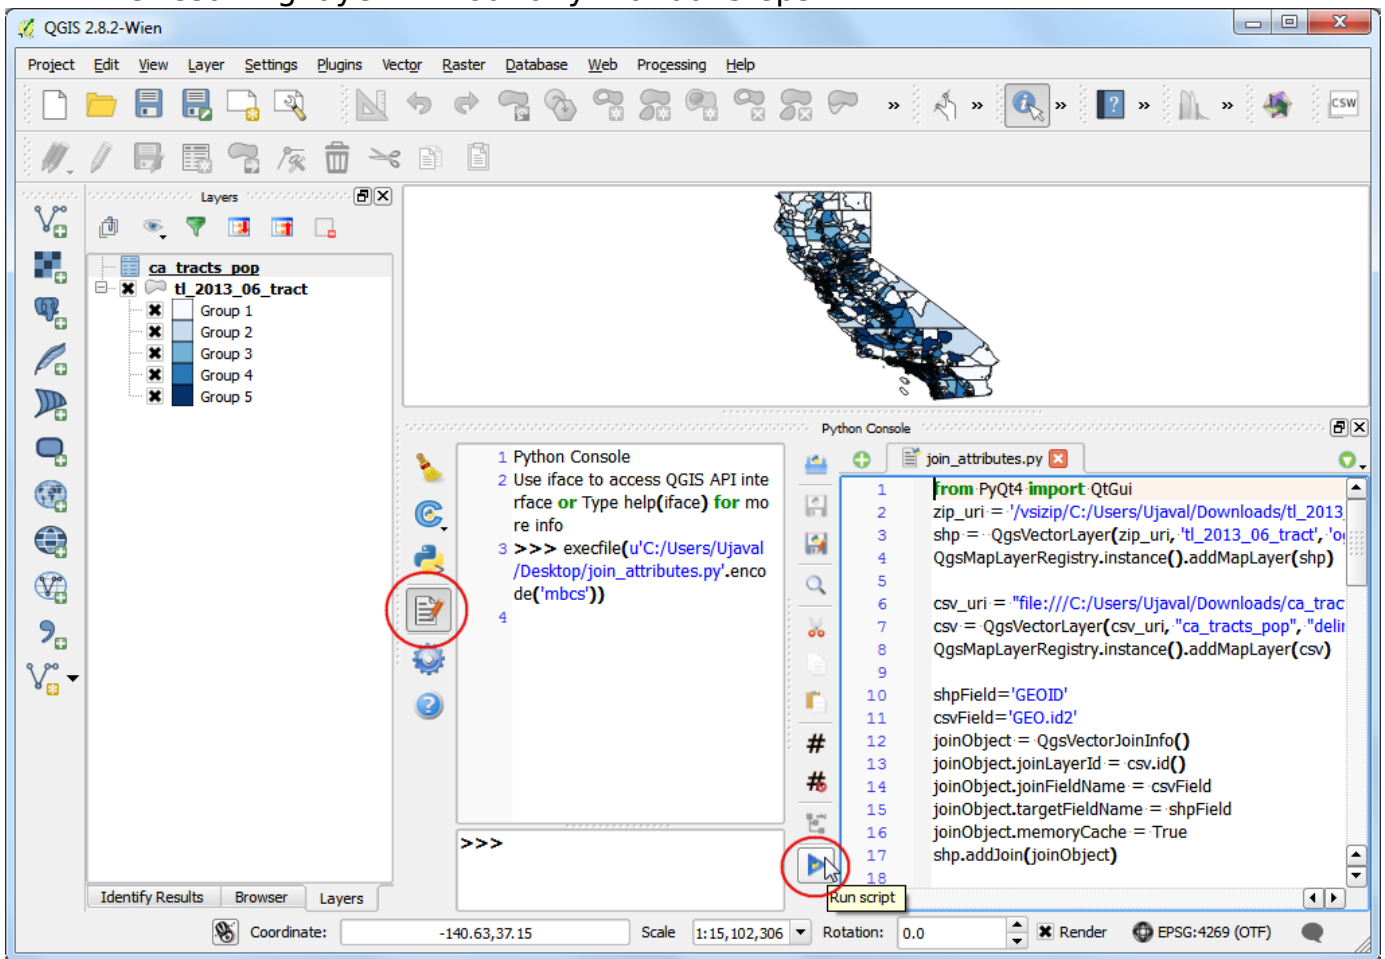 QGIS 2.8.2-Wien
Project Edit View Layer Settings Plugins Vector Raster Database Web Processing Help
CSW
Layers
ca_tracts_pop
tl_2013_06_tract
Group 1
Group 2
Group 3
Group 4
Group 5
Identify Results Browser Layers
Python Console
1 Python Console
2 Use iface to access QGIS API inte
rface or Type help(iface) for mo
re info
3 >>> execfile(u'C:/Users/Ujaval
/Desktop/join_attributes.py'.enco
de('mbcs'))
4
>>>
join_attributes.py
1 from PyQt4 import QtGui
2 zip_uri = '/vsizip/C:/Users/Ujaval/Downloads/tl_2013_
3 shp = QgsVectorLayer(zip_uri, 'tl_2013_06_tract', 'o
4 QgsMapLayerRegistry.instance().addMapLayer(shp)
5
6 csv_uri = "file:///C:/Users/Ujaval/Downloads/ca_trac
7 csv = QgsVectorLayer(csv_uri, "ca_tracts_pop", "deli
8 QgsMapLayerRegistry.instance().addMapLayer(csv)
9
10 shpField='GEOID'
11 csvField='GEO.id2'
12 joinObject = QgsVectorJoinInfo()
13 joinObject.joinLayerId = csv.id()
14 joinObject.joinFieldName = csvField
15 joinObject.targetFieldName = shpField
16 joinObject.memoryCache = True
17 shp.addJoin(joinObject)
18
Run script
Coordinate: -140.63,37.15 Scale 1:15,102,306 Rotation: 0.0 Render EPSG:4269 (OTF)